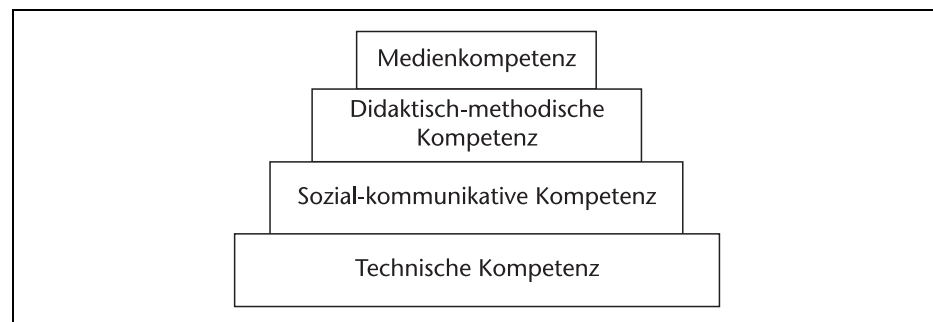 Medienkompetenz
Didaktisch-methodische
Kompetenz
Sozial-kommunikative Kompetenz
Technische Kompetenz